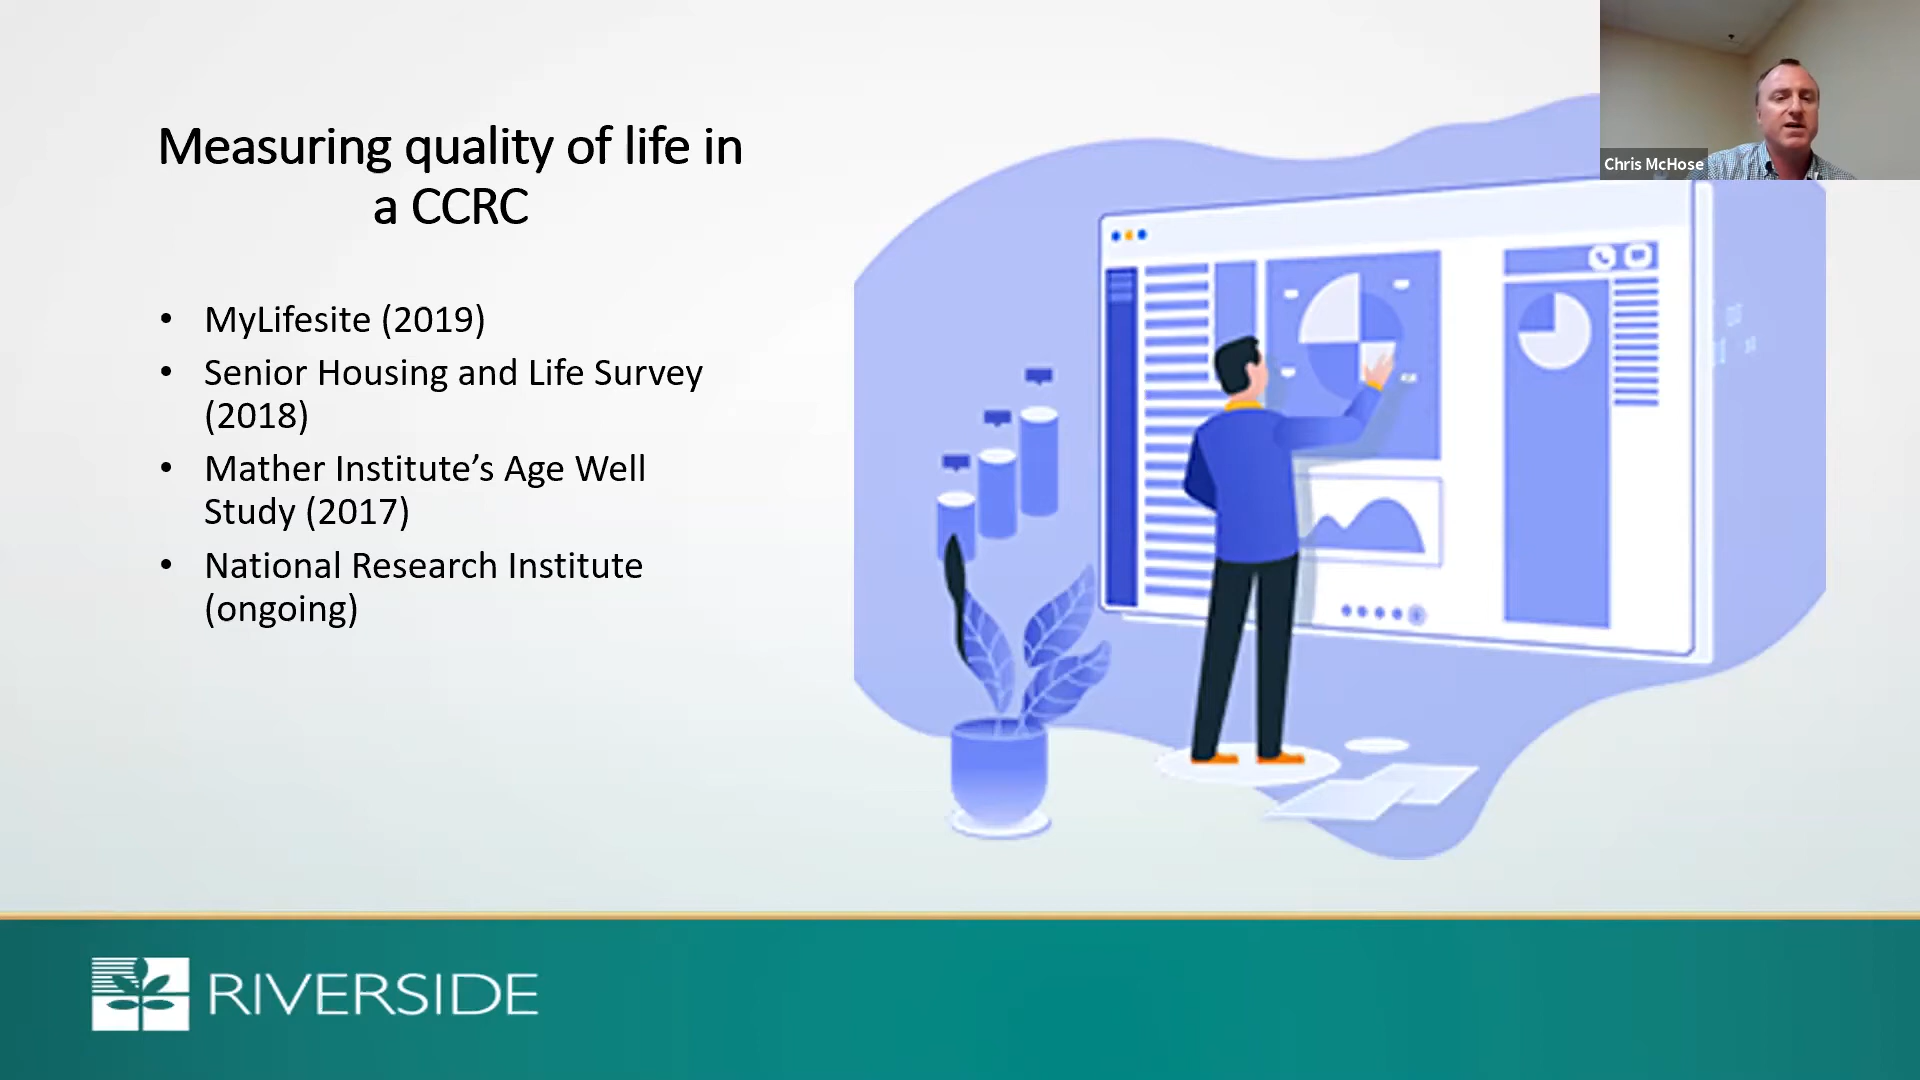 Measuring quality of life in
a CCRC
• MyLifesite (2019)
• Senior Housing and Life Survey
(2018)
• Mather Institute’s Age Well
Study (2017)
• National Research Institute
(ongoing)
Chris McHose
RIVERSIDE